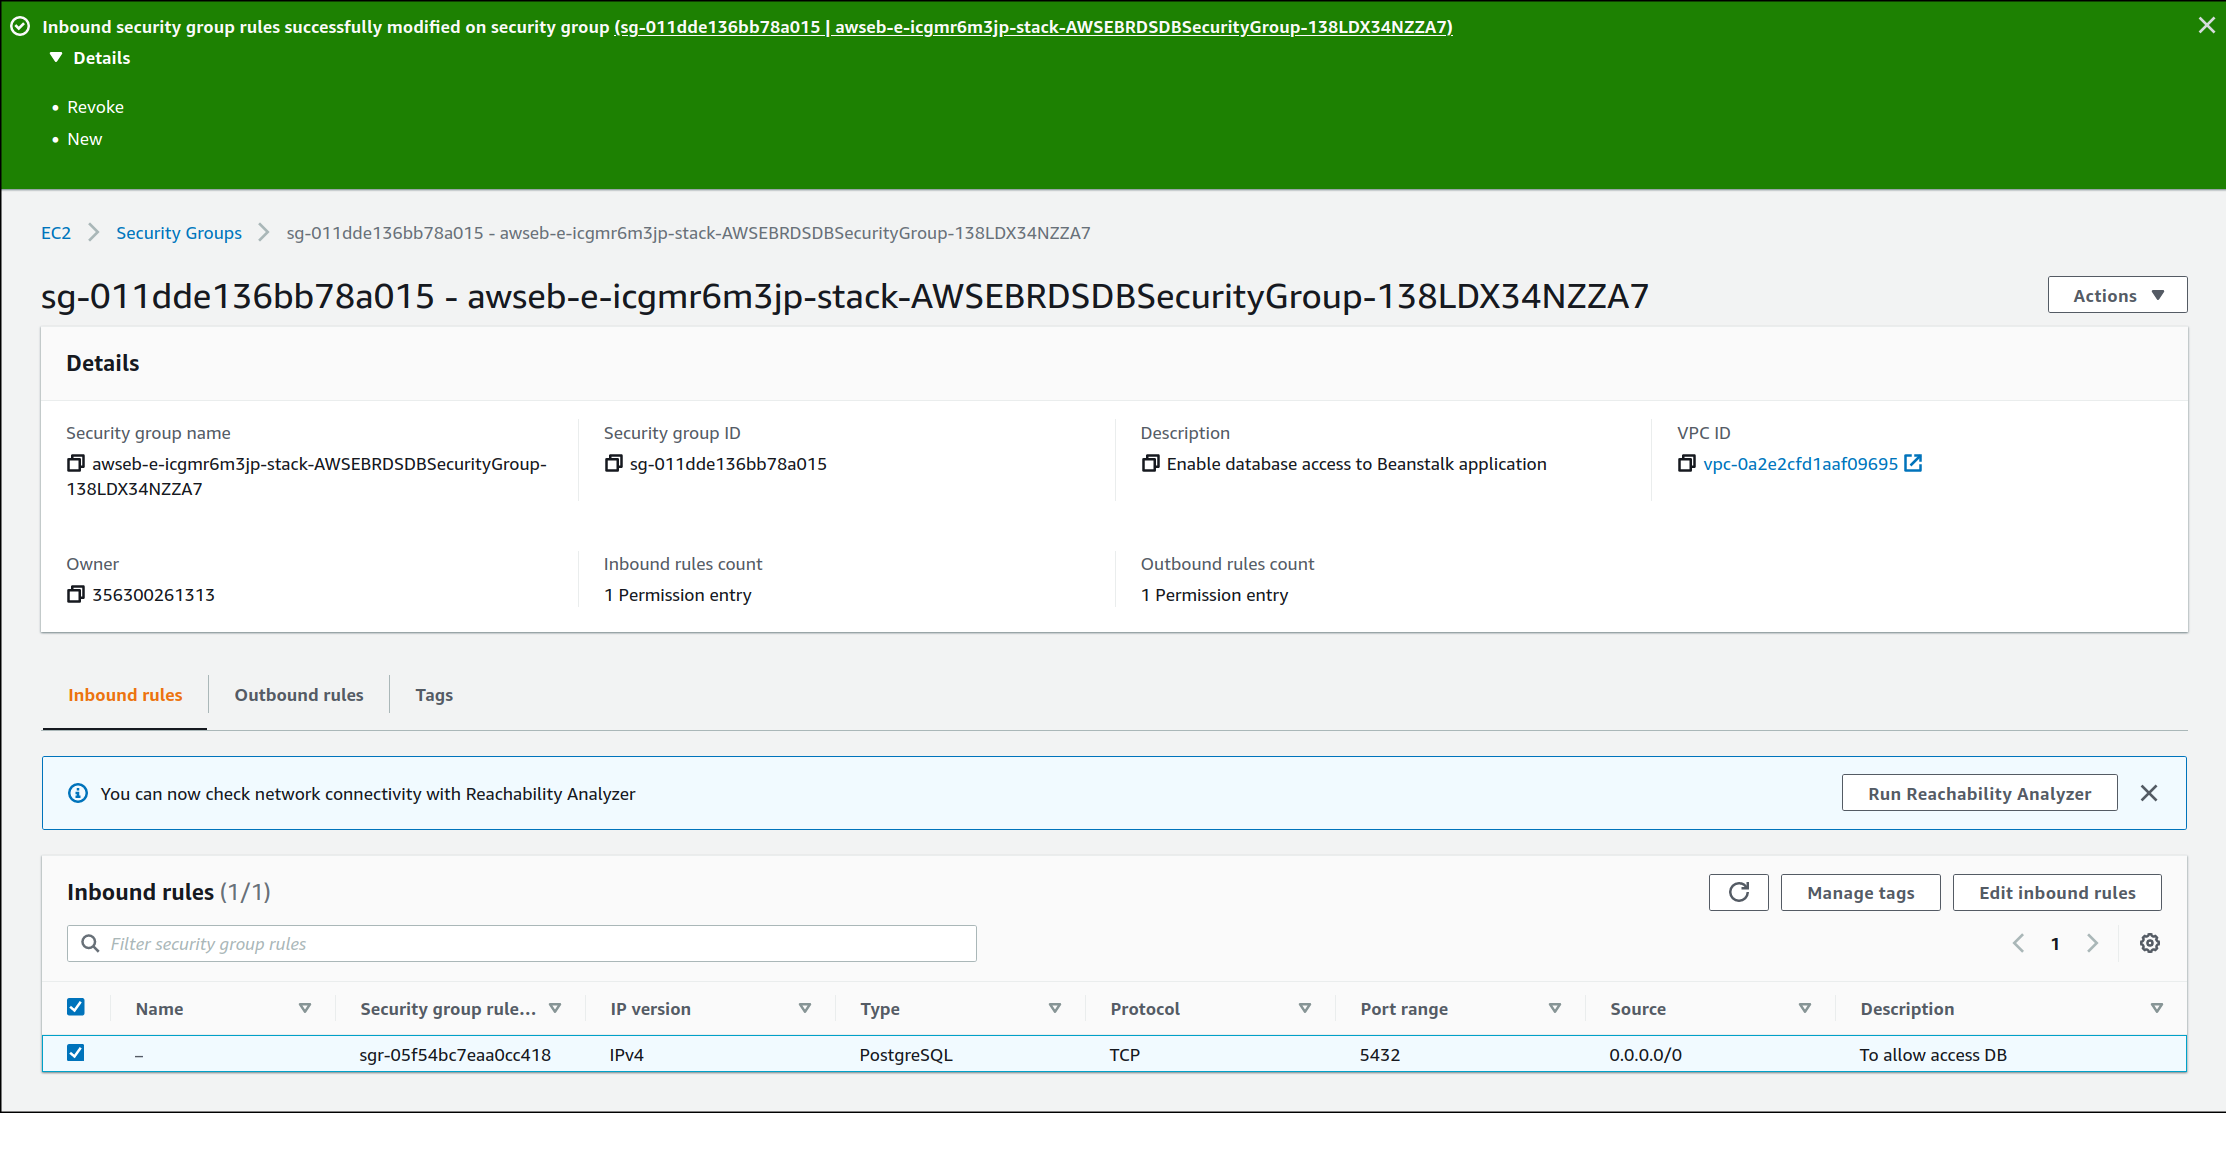 Inbound security group rules successfully modified on security group (sg-011dde136bb78a015 | awseb-e-icgmr6m3jp-stack-AWSEBRDSDBSecurityGroup-138LDX34NZZA7)
Details
• Revoke
• New
EC2 Security Groups sg-011dde136bb78a015 - awseb-e-icgmr6m3jp-stack-AWSEBRDSDBSecurityGroup-138LDX34NZZA7
sg-011dde136bb78a015 - awseb-e-icgmr6m3jp-stack-AWSEBRDSDBSecurityGroup-138LDX34NZZA7
Actions
Details
Security group name
awseb-e-icgmr6m3jp-stack-AWSEBRDSDBSecurityGroup-
138LDX34NZZA7
Security group ID
sg-011dde136bb78a015
Description
Enable database access to Beanstalk application
VPC ID
vpc-0a2e2cfd1aaf09695
Owner
356300261313
Inbound rules count
1 Permission entry
Outbound rules count
1 Permission entry
Inbound rules Outbound rules Tags
You can now check network connectivity with Reachability Analyzer
Run Reachability Analyzer
Inbound rules (1/1)
Manage tags
Edit inbound rules
Filter security group rules
1
Name Security group rule... IP version Type Protocol Port range Source Description
– sgr-05f54bc7eaa0cc418 IPv4 PostgreSQL TCP 5432 0.0.0.0/0 To allow access DB